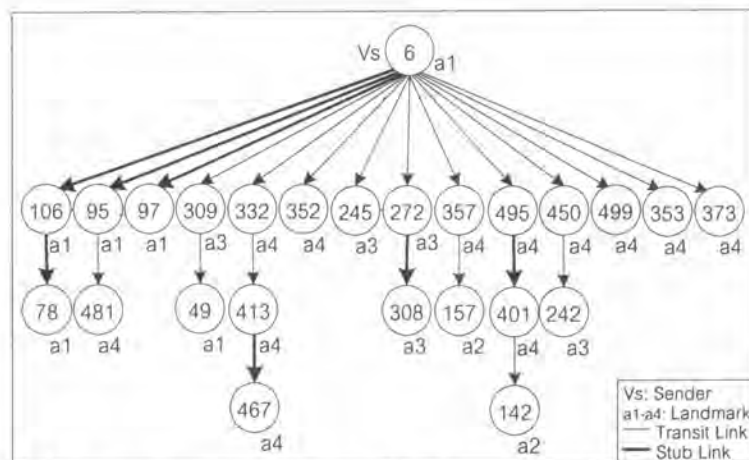 Vs 6 a1
106 95 97 309 332 352 245 272 357 495 450 499 353 373
a1 a1 a1 a3 a4 a4 a3 a3 a4 a4 a4 a4 a4 a4
78 481 49 413 308 157 401 242
a1 a4 a1 a4 a3 a2 a4 a3
467 142
a4 a2
Vs: Sender
a1-a4: Landmark
Transit Link
Stub Link